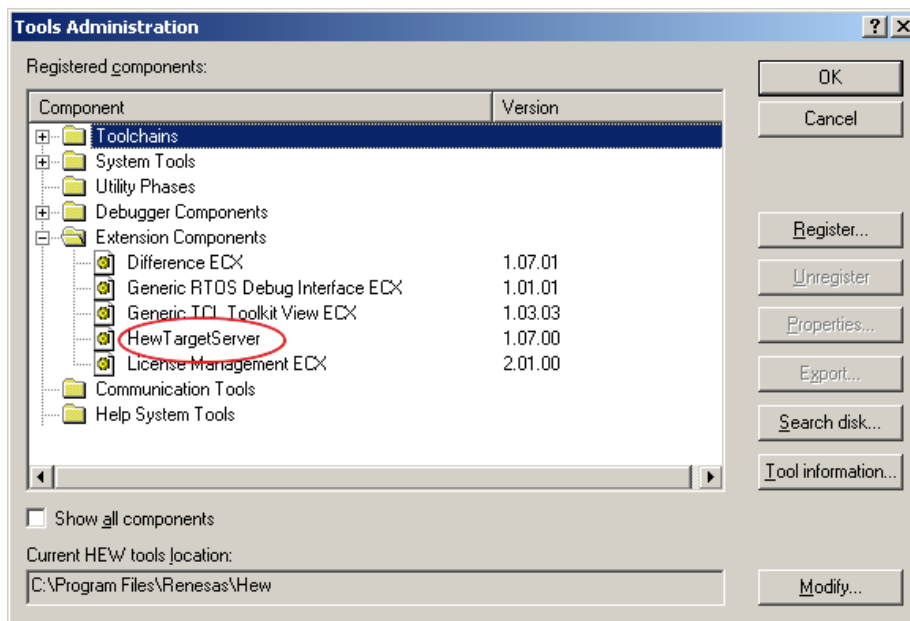 Tools Administration
Registered components:
OK
Component Version
Cancel
Toolchains
System Tools
Utility Phases
Debugger Components
Extension Components
Register...
Difference ECX 1.07.01
Unregister
Generic RTOS Debug Interface ECX 1.01.01
Generic TCL Toolkit View ECX 1.03.03
Properties...
HewTargetServer 1.07.00
License Management ECX 2.01.00
Export...
Communication Tools
Help System Tools
Search disk...
Tool information...
Show all components
Current HEW tools location:
C:\Program Files\Renesas\Hew
Modify...